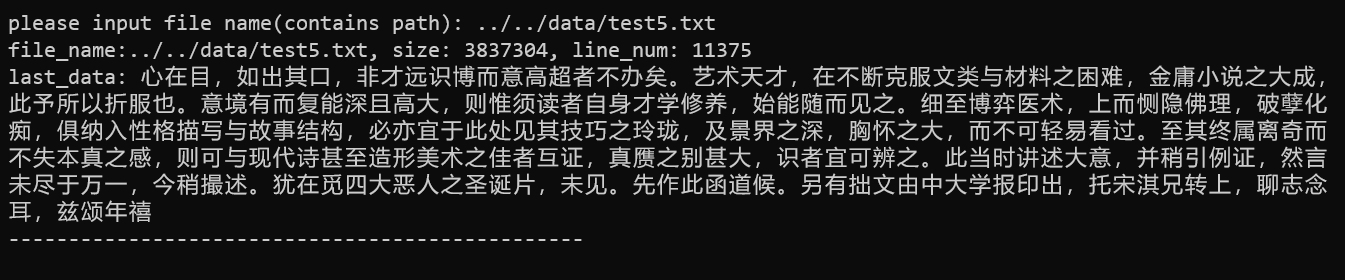 please input file name(contains path): ../../data/test5.txt
file_name:../../data/test5.txt, size: 3837304, line_num: 11375
last_data: 心在目，如出其口，非才远识博而意高超者不办矣。艺术天才，在不断克服文类与材料之困难，金庸小说之大成，
此予所以折服也。意境有而复能深且高大，则惟须读者自身才学修养，始能随而见之。细至博弈医术，上而恻隐佛理，破孽化
痴，俱纳入性格描写与故事结构，必亦宜于此处见其技巧之玲珑，及景界之深，胸怀之大，而不可轻易看过。至其终属离奇而
不失本真之感，则可与现代诗甚至造形美术之佳者互证，真赝之别甚大，识者宜可辨之。此当时讲述大意，并稍引例证，然言
未尽于万一，今稍撮述。犹在觅四大恶人之圣诞片，未见。先作此函道候。另有拙文由中大学报印出，托宋淇兄转上，聊志念
耳，兹颂年禧
------------------------------------------------